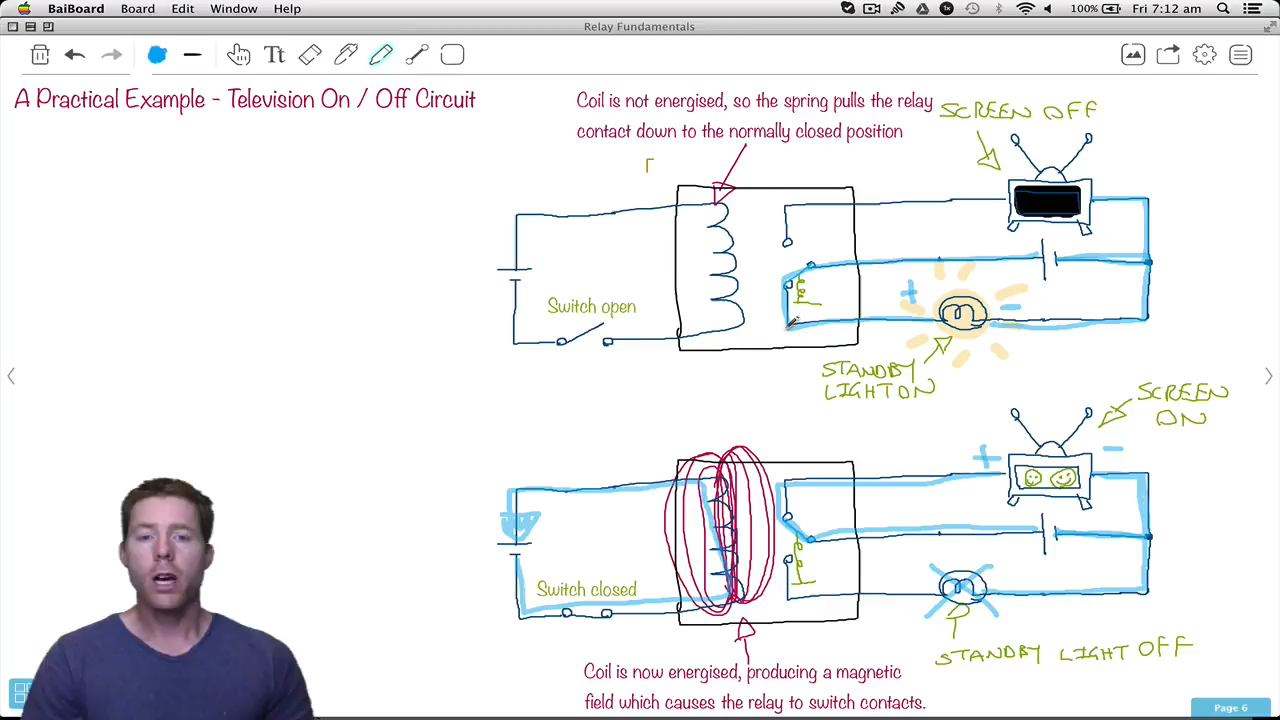 BaiBoard Board Edit Window Help
1x 100% Fri 7:12 am
Relay Fundamentals
Tt
A Practical Example - Television On / Off Circuit
Coil is not energised, so the spring pulls the relay
contact down to the normally closed position
SCREEN OFF
Switch open
+ -
STANDBY
LIGHT ON
SCREEN
ON
+ -
Switch closed
STANDBY LIGHT OFF
Coil is now energised, producing a magnetic
field which causes the relay to switch contacts.
Page 6